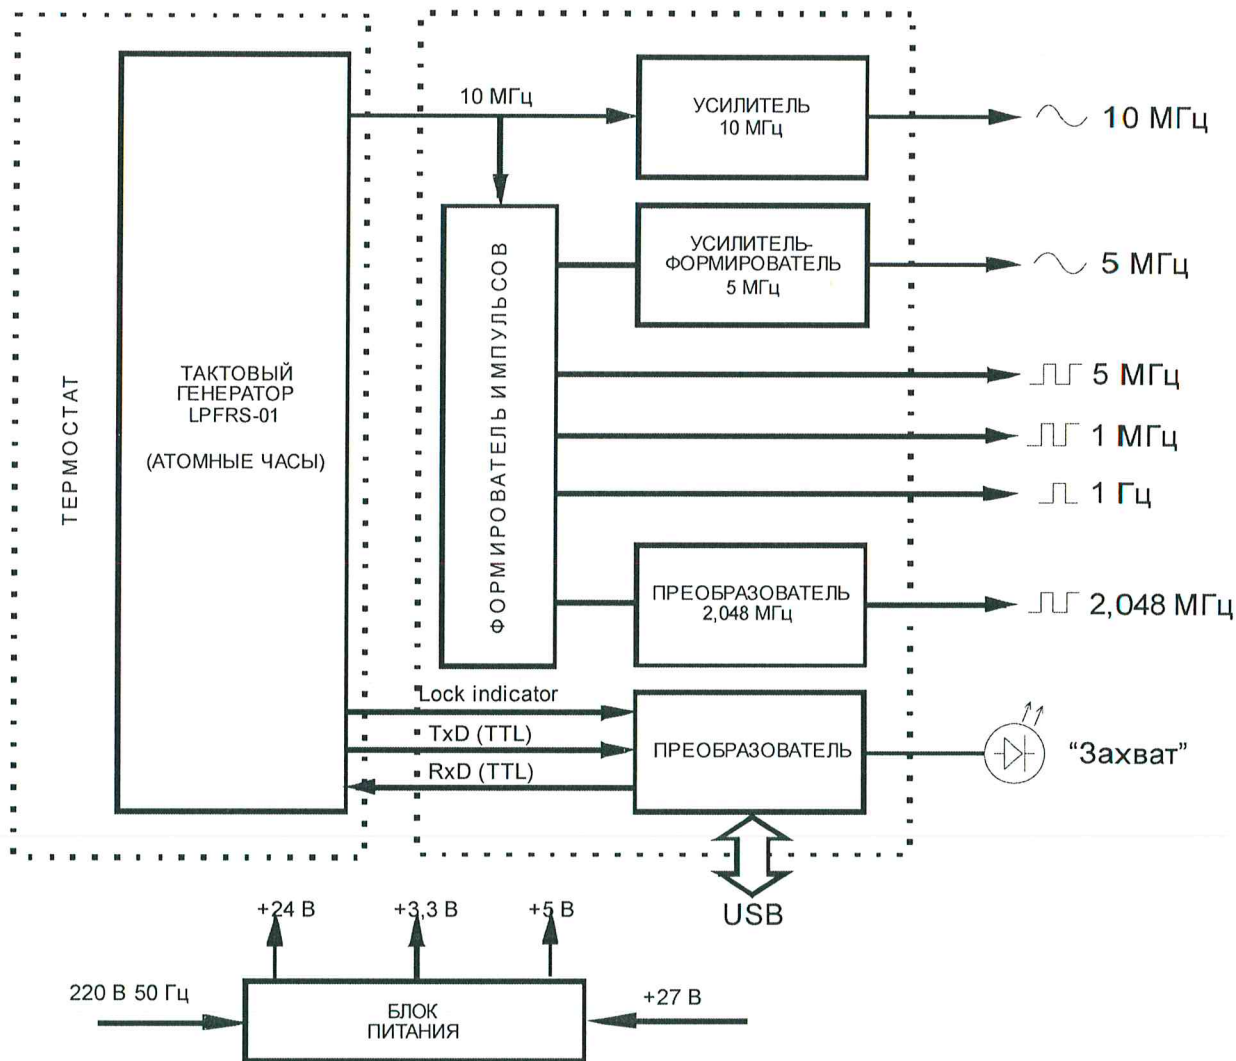 10 МГц
УСИЛИТЕЛЬ
10 МГц
10 МГц
УСИЛИТЕЛЬ-
ФОРМИРОВАТЕЛЬ
5 МГц
5 МГц
ТЕРМОСТАТ
ТАКТОВЫЙ
ГЕНЕРАТОР
LPFRS-01
(АТОМНЫЕ ЧАСЫ)
ФОРМИРОВАТЕЛЬ ИМПУЛЬСОВ
5 МГц
1 МГц
1 Гц
ПРЕОБРАЗОВАТЕЛЬ
2,048 МГц
2,048 МГц
Lock indicator
TxD (TTL)
RxD (TTL)
ПРЕОБРАЗОВАТЕЛЬ
“Захват”
USB
+24 В
+3,3 В
+5 В
220 В 50 Гц
БЛОК
ПИТАНИЯ
+27 В